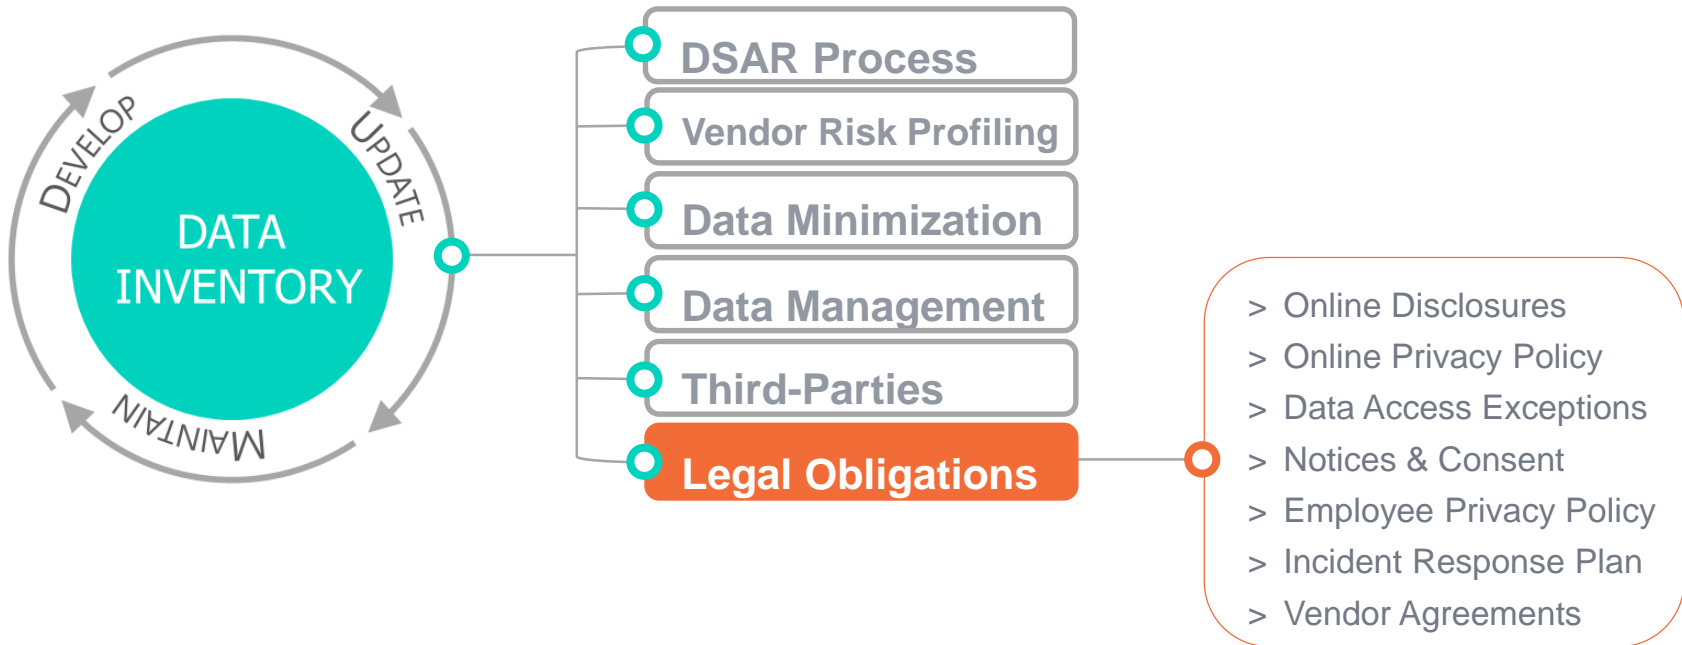 DEVELOP
UPDATE
MAINTAIN
DATA
INVENTORY
DSAR Process
Vendor Risk Profiling
Data Minimization
Data Management
Third-Parties
Legal Obligations
> Online Disclosures
> Online Privacy Policy
> Data Access Exceptions
> Notices & Consent
> Employee Privacy Policy
> Incident Response Plan
> Vendor Agreements